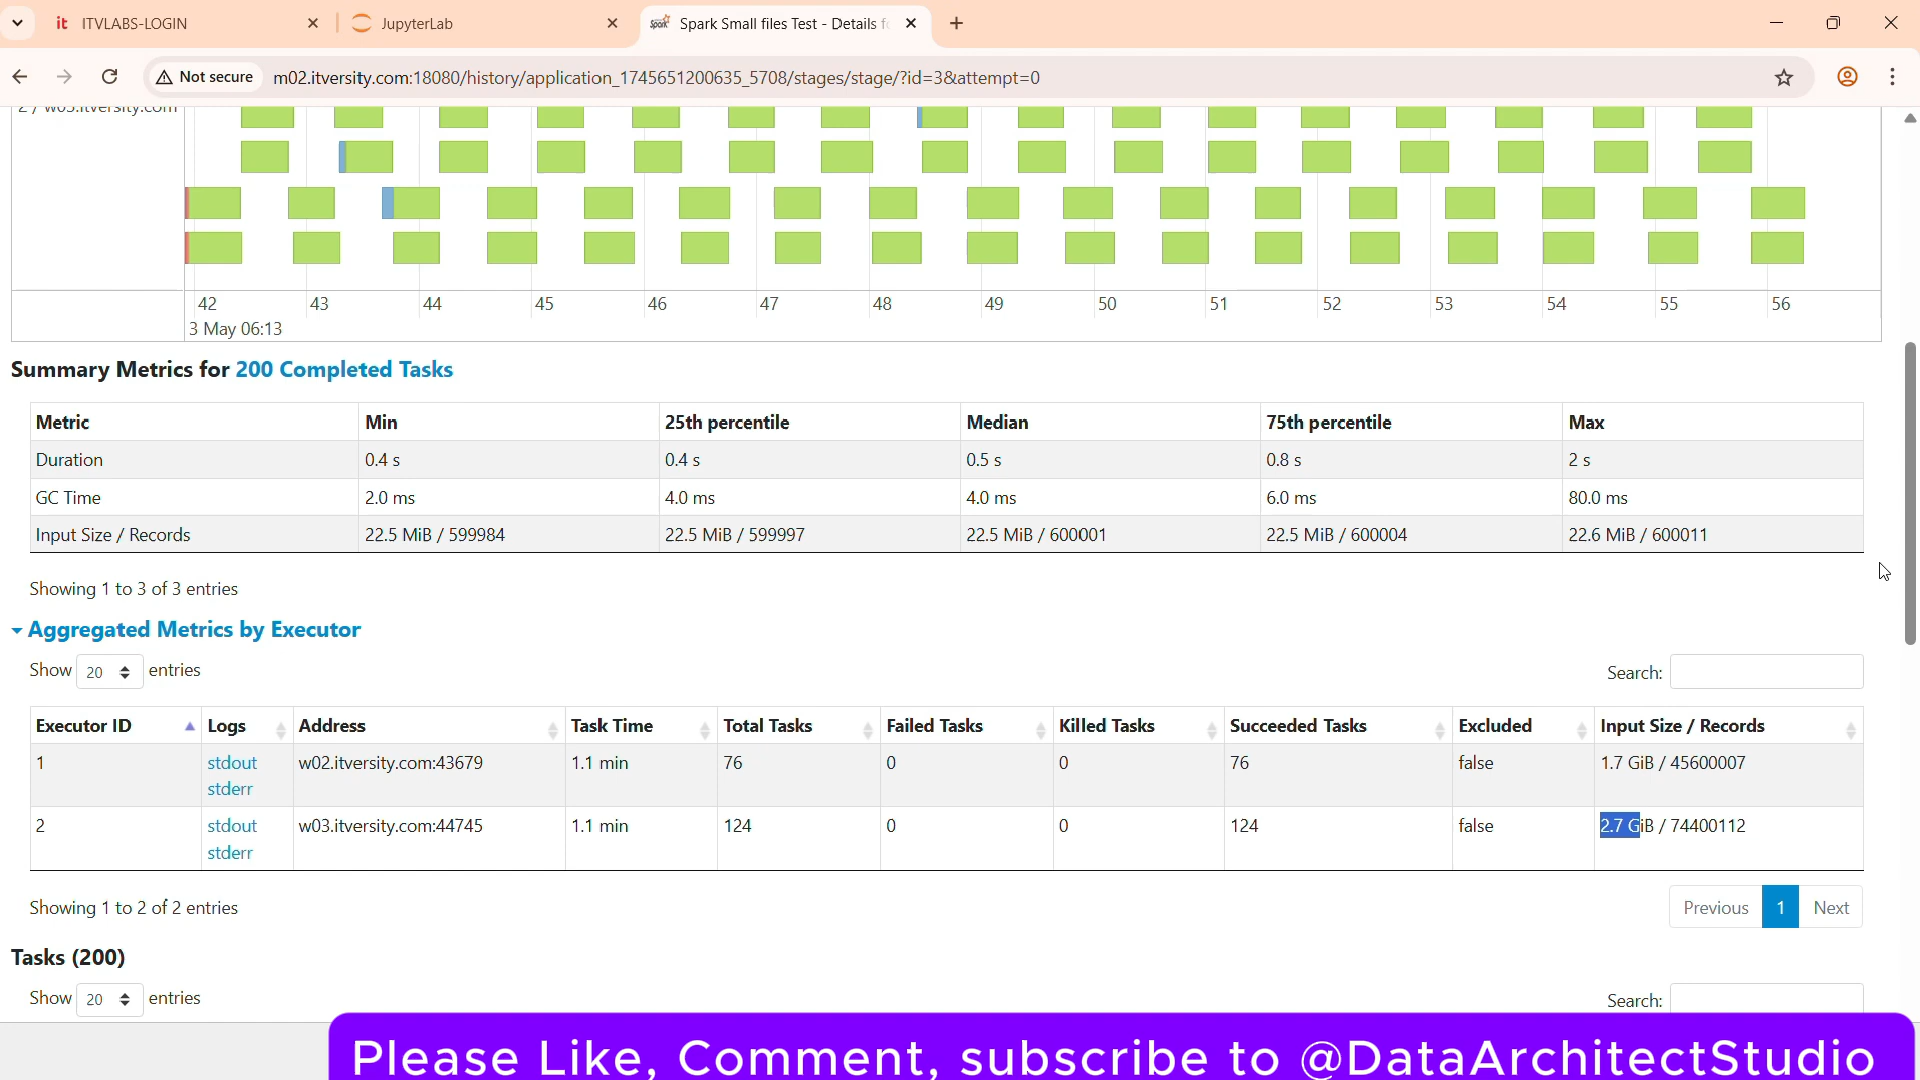 ITVLABS-LOGIN
JupyterLab
Spark Small files Test - Details fo
Not secure
m02.itversity.com:18080/history/application_1745651200635_5708/stages/stage/?id=3&attempt=0
2 / w03.itversity.com
42 43 44 45 46 47 48 49 50 51 52 53 54 55 56
3 May 06:13
Summary Metrics for 200 Completed Tasks
Metric Min 25th percentile Median 75th percentile Max
Duration 0.4 s 0.4 s 0.5 s 0.8 s 2 s
GC Time 2.0 ms 4.0 ms 4.0 ms 6.0 ms 80.0 ms
Input Size / Records 22.5 MiB / 599984 22.5 MiB / 599997 22.5 MiB / 600001 22.5 MiB / 600004 22.6 MiB / 600011
Showing 1 to 3 of 3 entries
Aggregated Metrics by Executor
Show 20 entries Search:
Executor ID Logs Address Task Time Total Tasks Failed Tasks Killed Tasks Succeeded Tasks Excluded Input Size / Records
1 stdout w02.itversity.com:43679 1.1 min 76 0 0 76 false 1.7 GiB / 45600007
stderr
2 stdout w03.itversity.com:44745 1.1 min 124 0 0 124 false 2.7 GiB / 74400112
stderr
Showing 1 to 2 of 2 entries Previous 1 Next
Tasks (200)
Show 20 entries Search:
Please Like, Comment, subscribe to @DataArchitectStudio